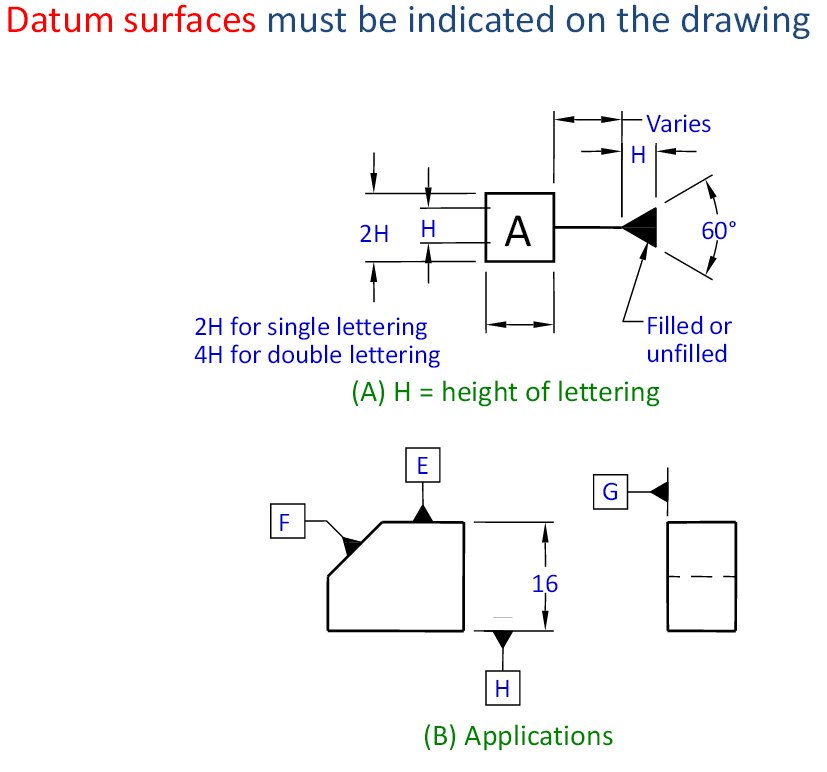 Datum surfaces must be indicated on the drawing
Varies
H
2H
H
A
60°
2H for single lettering
4H for double lettering
Filled or
unfilled
(A) H = height of lettering
E
G
F
16
H
(B) Applications